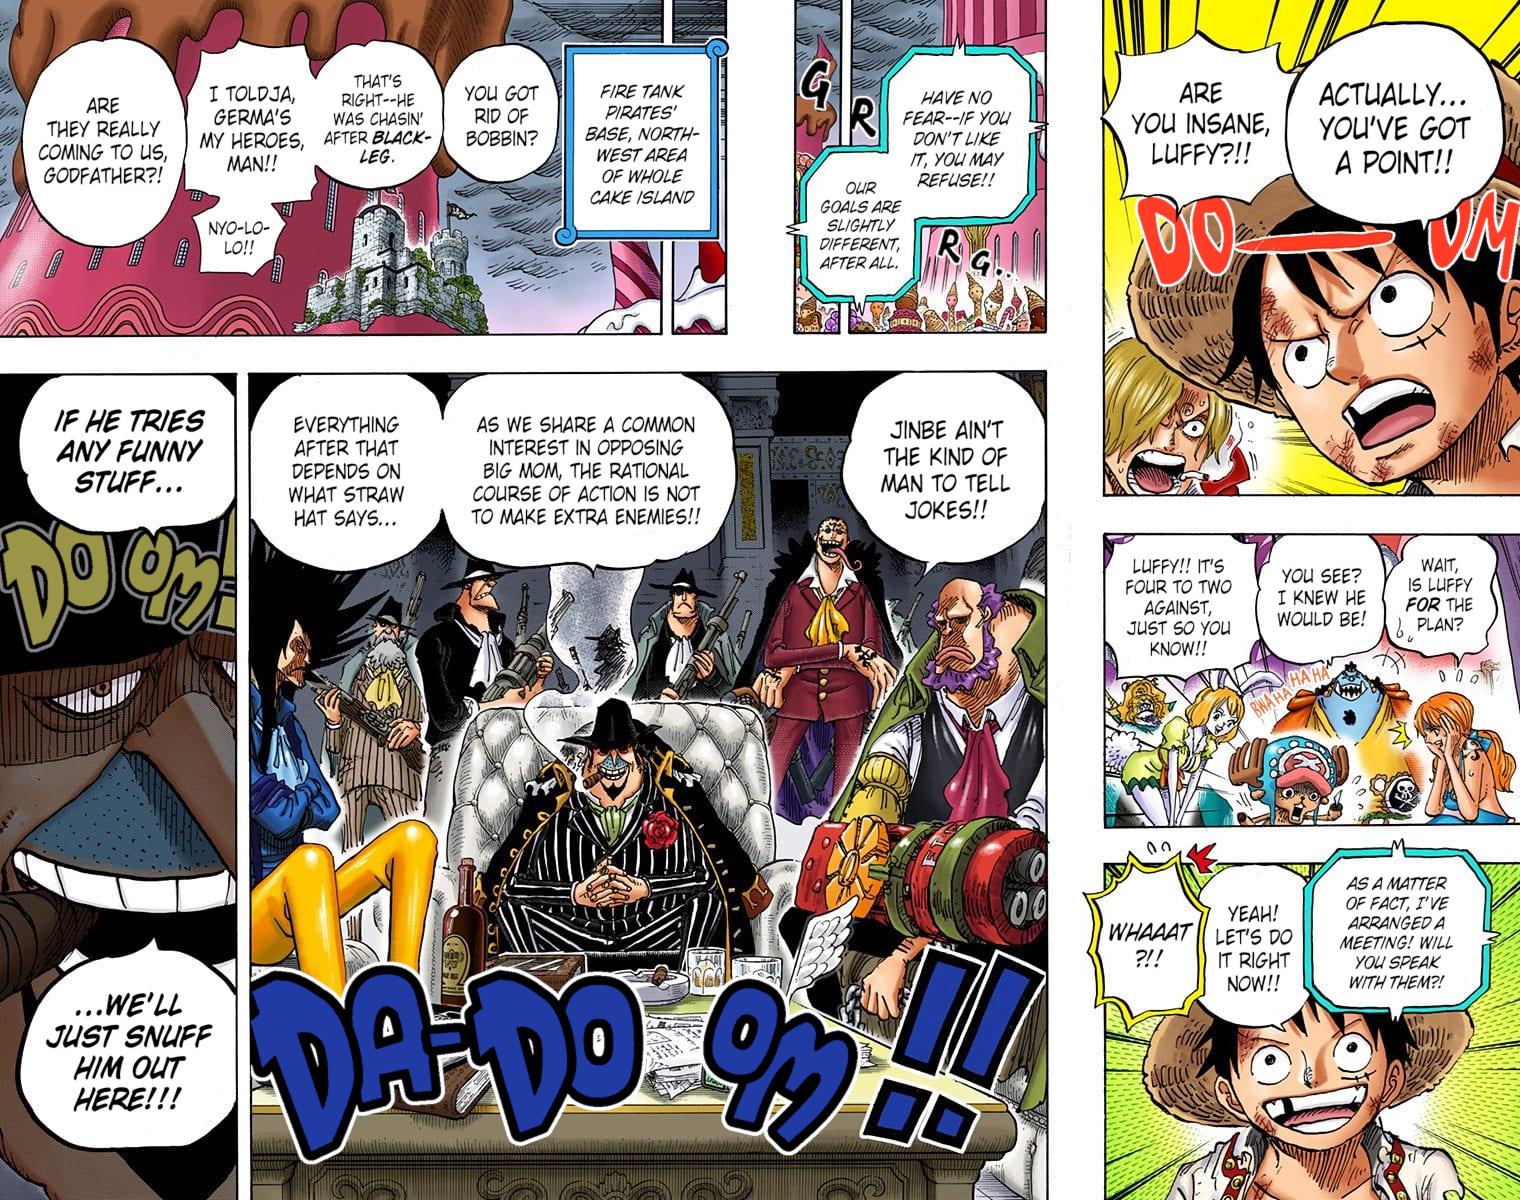 ACTUALLY...
YOU'VE GOT
A POINT!!
ARE
YOU INSANE,
LUFFY?!!
DO OM
WAIT,
IS LUFFY
FOR THE
PLAN?
YOU SEE?
I KNEW HE
WOULD BE!
LUFFY!! IT'S
FOUR TO TWO
AGAINST,
JUST SO YOU
KNOW!!
BWA HA HA HA HA
AS A MATTER
OF FACT, I'VE
ARRANGED A
MEETING! WILL
YOU SPEAK
WITH THEM?!
YEAH!
LET'S DO
IT RIGHT
NOW!!
WHAAAT
?!!
HAVE NO
FEAR--IF YOU
DON'T LIKE
IT, YOU MAY
REFUSE!!
OUR
GOALS ARE
SLIGHTLY
DIFFERENT,
AFTER ALL.
G
R
R
G..
FIRE TANK
PIRATES'
BASE, NORTH-
WEST AREA
OF WHOLE
CAKE ISLAND
YOU GOT
RID OF
BOBBIN?
THAT'S
RIGHT--HE
WAS CHASIN'
AFTER BLACK-
LEG.
I TOLDJA,
GERMA'S
MY HEROES,
MAN!!
NYO-LO-
LO!!
ARE
THEY REALLY
COMING TO US,
GODFATHER?!
JINBE AIN'T
THE KIND OF
MAN TO TELL
JOKES!!
AS WE SHARE A COMMON
INTEREST IN OPPOSING
BIG MOM, THE RATIONAL
COURSE OF ACTION IS NOT
TO MAKE EXTRA ENEMIES!!
EVERYTHING
AFTER THAT
DEPENDS ON
WHAT STRAW
HAT SAYS...
DA-DO OM!!
IF HE TRIES
ANY FUNNY
STUFF...
DO OM!
...WE'LL
JUST SNUFF
HIM OUT
HERE!!!